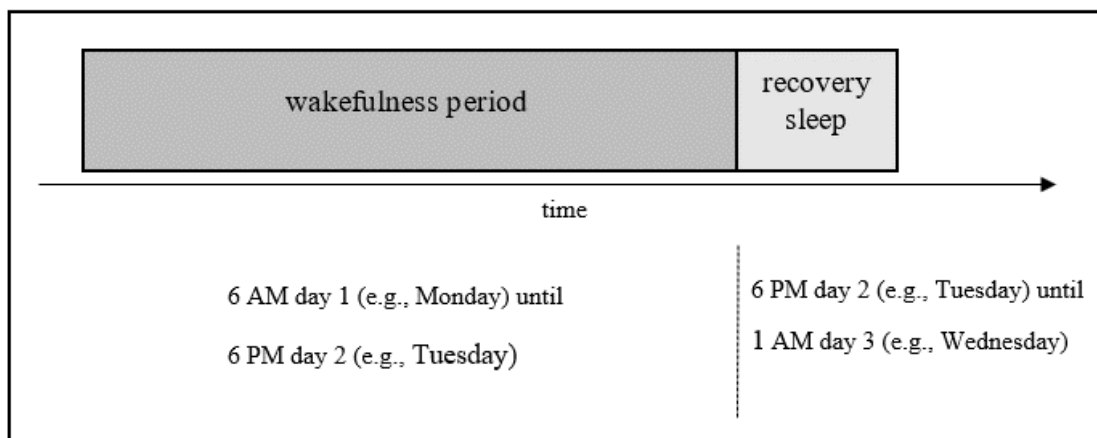 wakefulness period
recovery
sleep
time
6 AM day 1 (e.g., Monday) until
6 PM day 2 (e.g., Tuesday)
6 PM day 2 (e.g., Tuesday) until
1 AM day 3 (e.g., Wednesday)